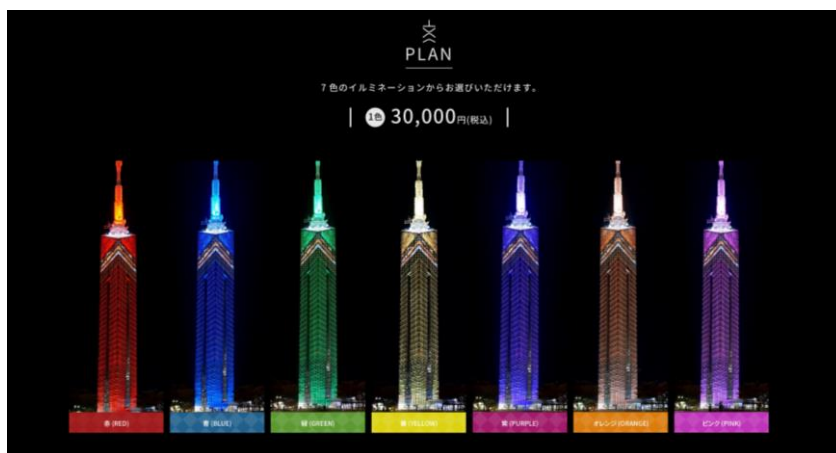 PLAN
7色のイルミネーションからお選びいただけます。
1色 30,000円(税込)
赤 (RED)
青 (BLUE)
緑 (GREEN)
黄 (YELLOW)
紫 (PURPLE)
オレンジ (ORANGE)
ピンク (PINK)